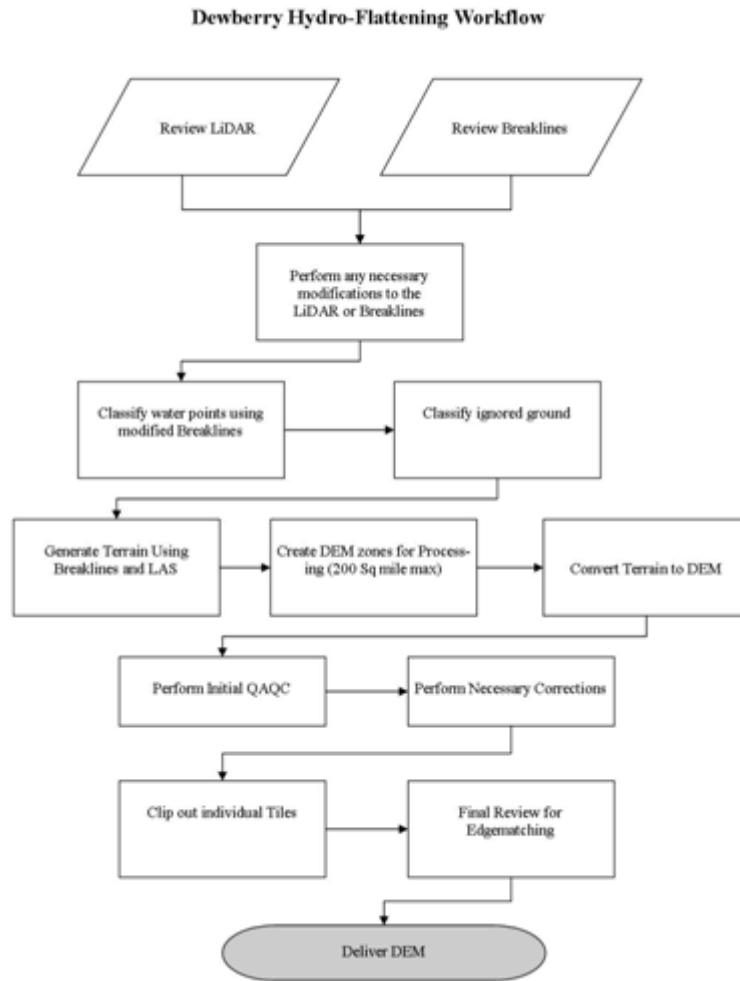 Dewberry Hydro-Flattening Workflow
Review LiDAR
Review Breaklines
Perform any necessary
modifications to the
LiDAR or Breaklines
Classify water points using
modified Breaklines
Classify ignored ground
Generate Terrain Using
Breaklines and LAS
Create DEM zones for Process-
ing (200 Sq mile max)
Convert Terrain to DEM
Perform Initial QAQC
Perform Necessary Corrections
Clip out individual Tiles
Final Review for
Edgematching
Deliver DEM